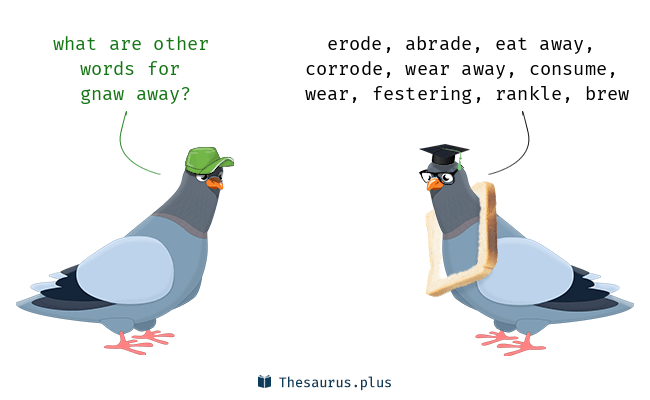 what are other
words for
gnaw away?
erode, abrade, eat away,
corrode, wear away, consume,
wear, festering, rankle, brew
Thesaurus.plus